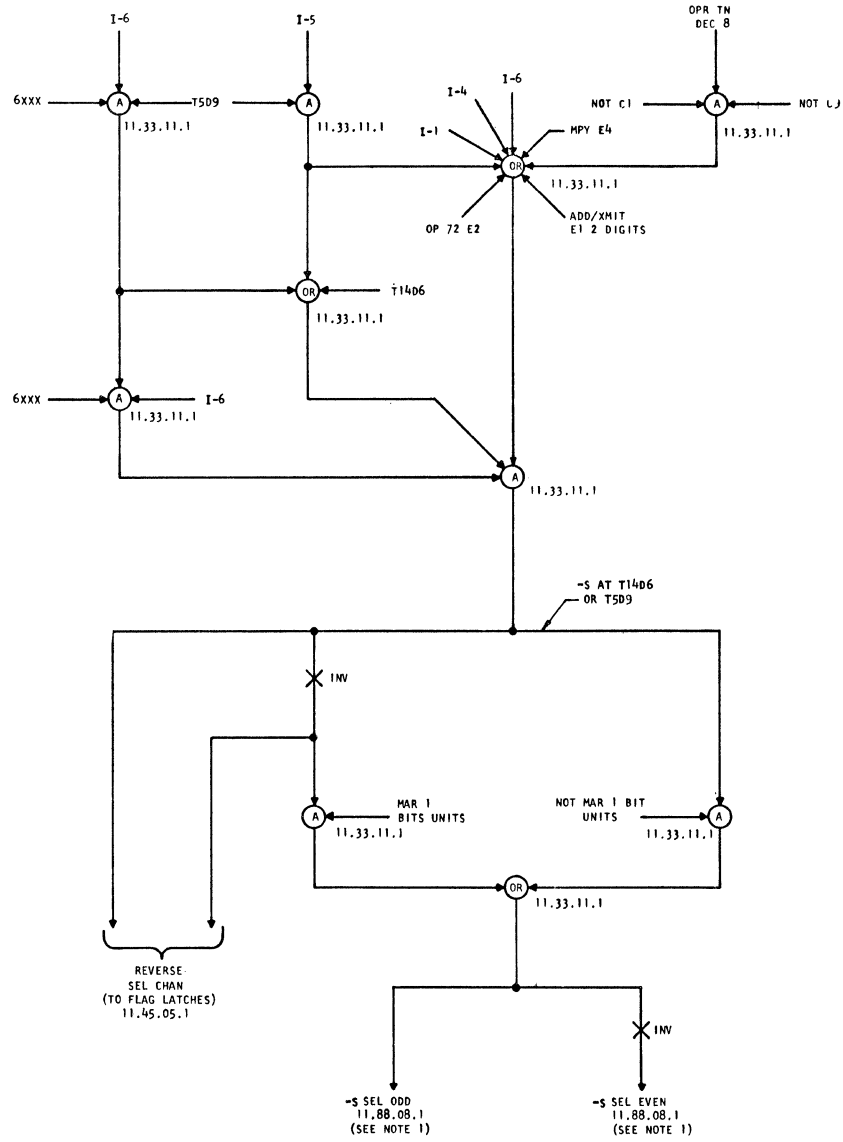 I-6
I-5
OPR TN
DEC 8
6XXX
A
T5D9
A
I-4
I-6
NOT C1
A
11.33.11.1
11.33.11.1
I-1
MPY E4
11.33.11.1
OR
11.33.11.1
OP 72 E2
ADD/XMIT
E1 2 DIGITS
OR
T14D6
11.33.11.1
6XXX
A
I-6
11.33.11.1
A
11.33.11.1
-S AT T14D6
OR T5D9
INV
MAR 1
BITS UNITS
NOT MAR 1 BIT
UNITS
A
A
11.33.11.1
11.33.11.1
OR
11.33.11.1
REVERSE
SEL CHAN
(TO FLAG LATCHES)
11.45.05.1
INV
-S SEL ODD
11.88.08.1
(SEE NOTE 1)
-S SEL EVEN
11.88.08.1
(SEE NOTE 1)